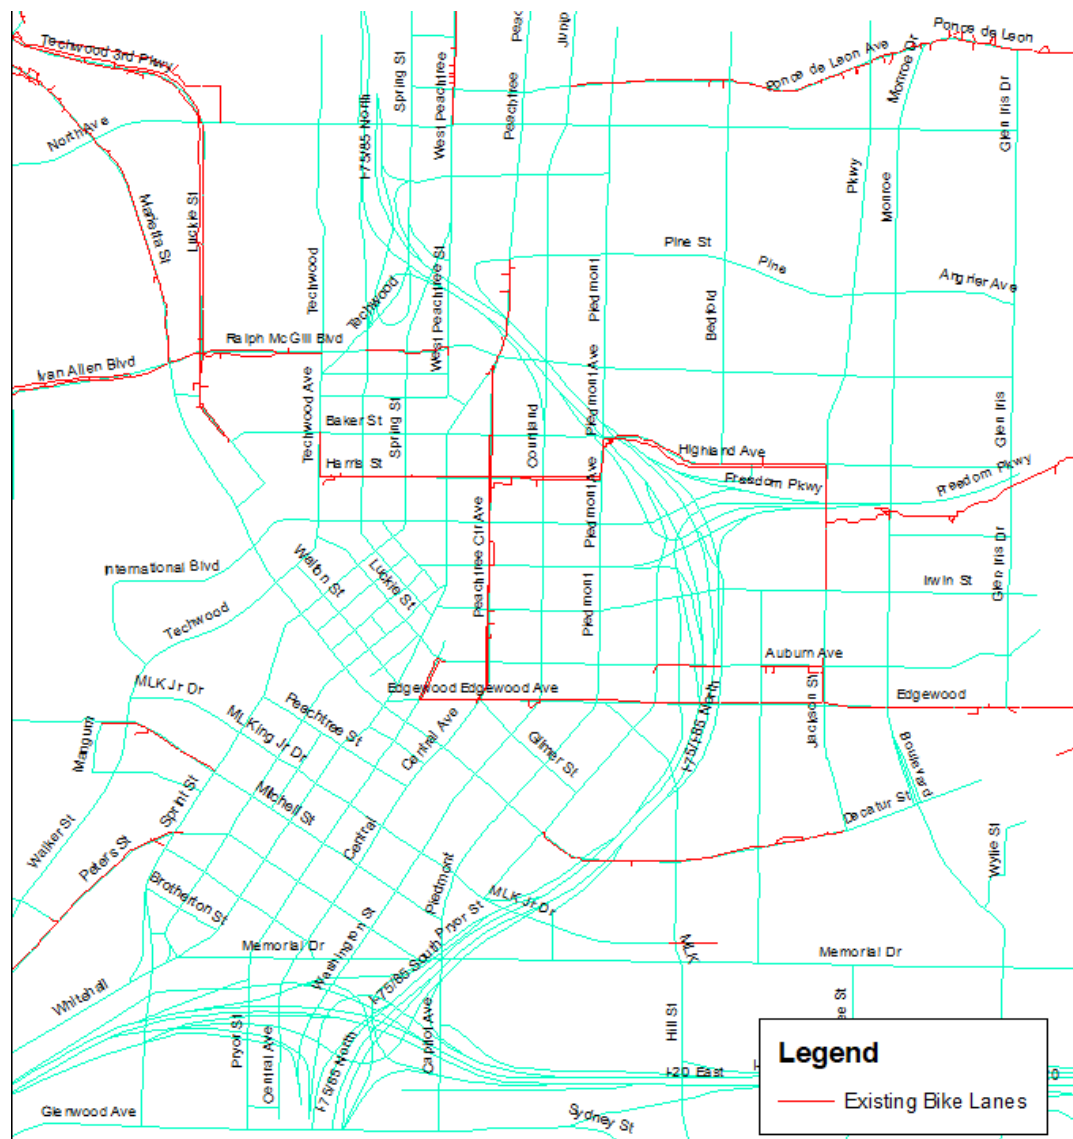 Ponce de Leon
Techwood 3rd Pkwy
Spring St
West Peachtree
Peachtree
Ponce de Leon Ave
Monroe Dr
Glen Iris Dr
North Ave
I-75/85 North
Marietta St
Luckie St
Pkwy
Monroe
Pine St
Pine
Angrier Ave
Techwood
Techwood
West Peachtree St
Piedmont
Bedford
Ralph McGill Blvd
Ivan Allen Blvd
Techwood Ave
Baker St
Spring St
Harris St
Courtland
Piedmont Ave
Highland Ave
Glen Iris
Freedom Pkwy
Freedom Pkwy
Piedmont Ave
Peachtree Ctr Ave
International Blvd
Walton St
Luckie St
Glen Iris Dr
Irwin St
Techwood
Piedmont
Auburn Ave
MLK Jr Dr
Edgewood Edgewood Ave
Edgewood
Mangum
ML King Jr Dr
Peachtree St
Central Ave
Gilmer St
I-75/I-85 North
Jackson St
Boulevard
Sprint St
Mitchell St
Decatur St
Walker St
Peters St
Central
Wylie St
Brotherton St
Piedmont
MLK Jr Dr
Pryor St
Memorial Dr
Washington St
I-75/85 South
MLK
Memorial Dr
Whitehall
Pryor St
Central Ave
I-75/85 North
Capitol Ave
Hill St
ee St
I-20 East
Glenwood Ave
Sydney St
Legend
Existing Bike Lanes